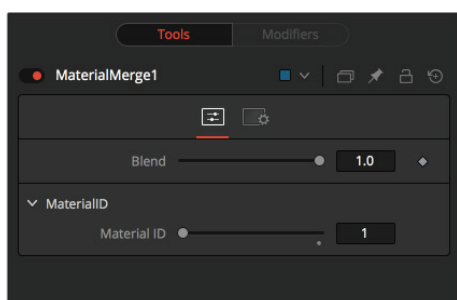 Tools Modifiers
MaterialMerge1
Blend 1.0
MaterialID
Material ID 1